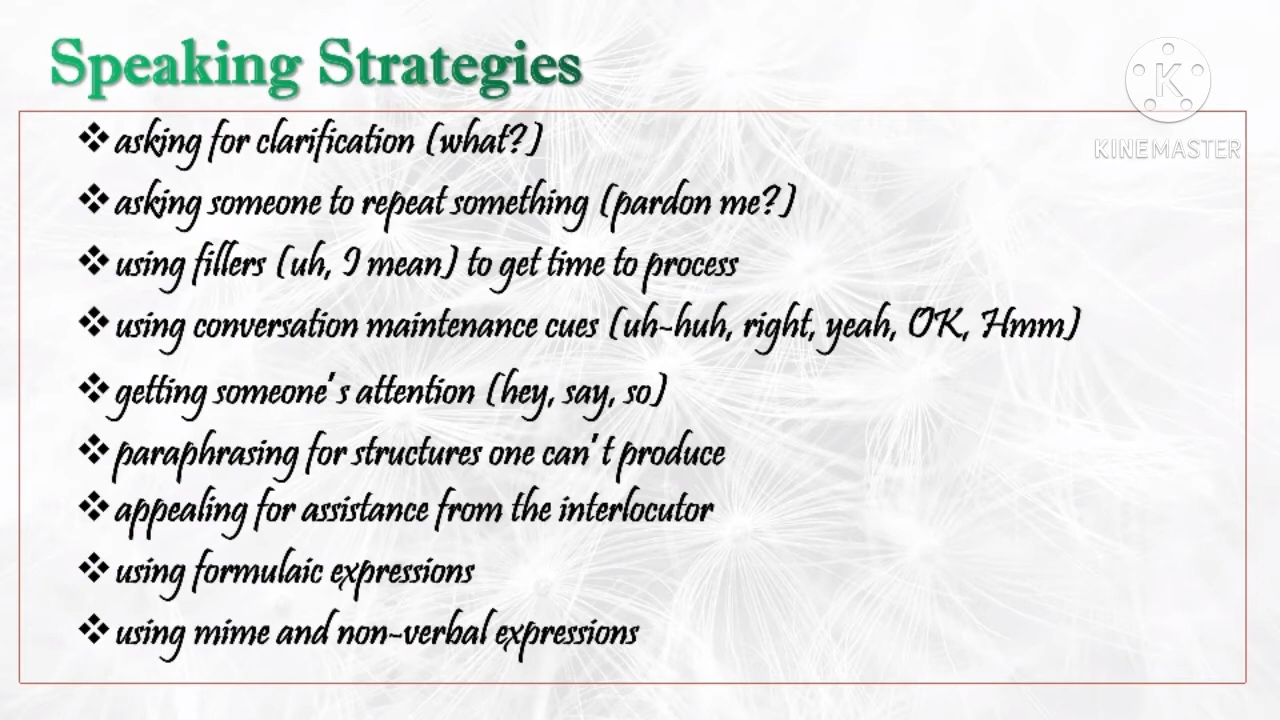 Speaking Strategies
K
KINEMASTER
❖ asking for clarification (what?)
❖ asking someone to repeat something (pardon me?)
❖ using fillers (uh, I mean) to get time to process
❖ using conversation maintenance cues (uh-huh, right, yeah, OK, Hmm)
❖ getting someone's attention (hey, say, so)
❖ paraphrasing for structures one can't produce
❖ appealing for assistance from the interlocutor
❖ using formulaic expressions
❖ using mime and non-verbal expressions